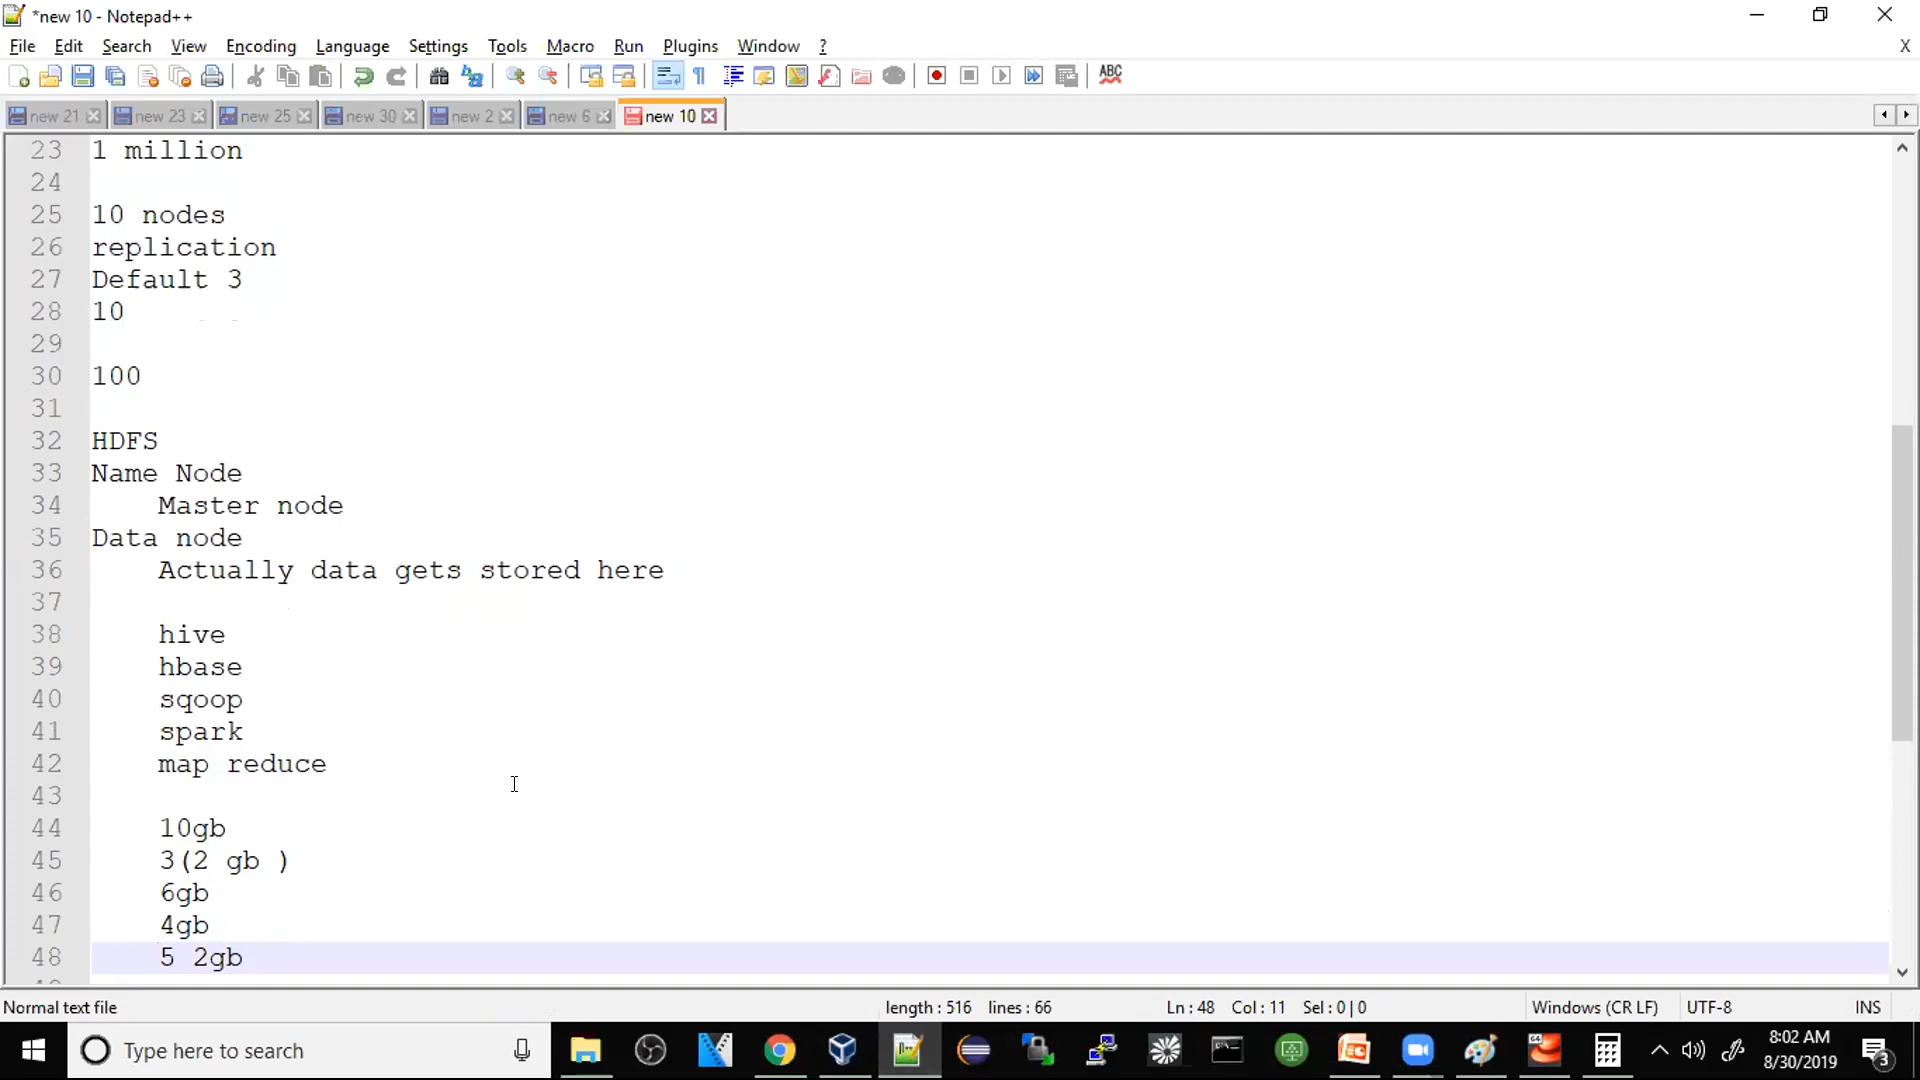 *new 10 - Notepad++
File Edit Search View Encoding Language Settings Tools Macro Run Plugins Window ? X
ABC
new 21 new 23 new 25 new 30 new 2 new 6 new 10
23 1 million
24
25 10 nodes
26 replication
27 Default 3
28 10
29
30 100
31
32 HDFS
33 Name Node
34 Master node
35 Data node
36 Actually data gets stored here
37
38 hive
39 hbase
40 sqoop
41 spark
42 map reduce
43
44 10gb
45 3(2 gb )
46 6gb
47 4gb
48 5 2gb
Normal text file length : 516 lines : 66 Ln : 48 Col : 11 Sel : 0 | 0 Windows (CR LF) UTF-8 INS
Type here to search
8:02 AM
8/30/2019
3